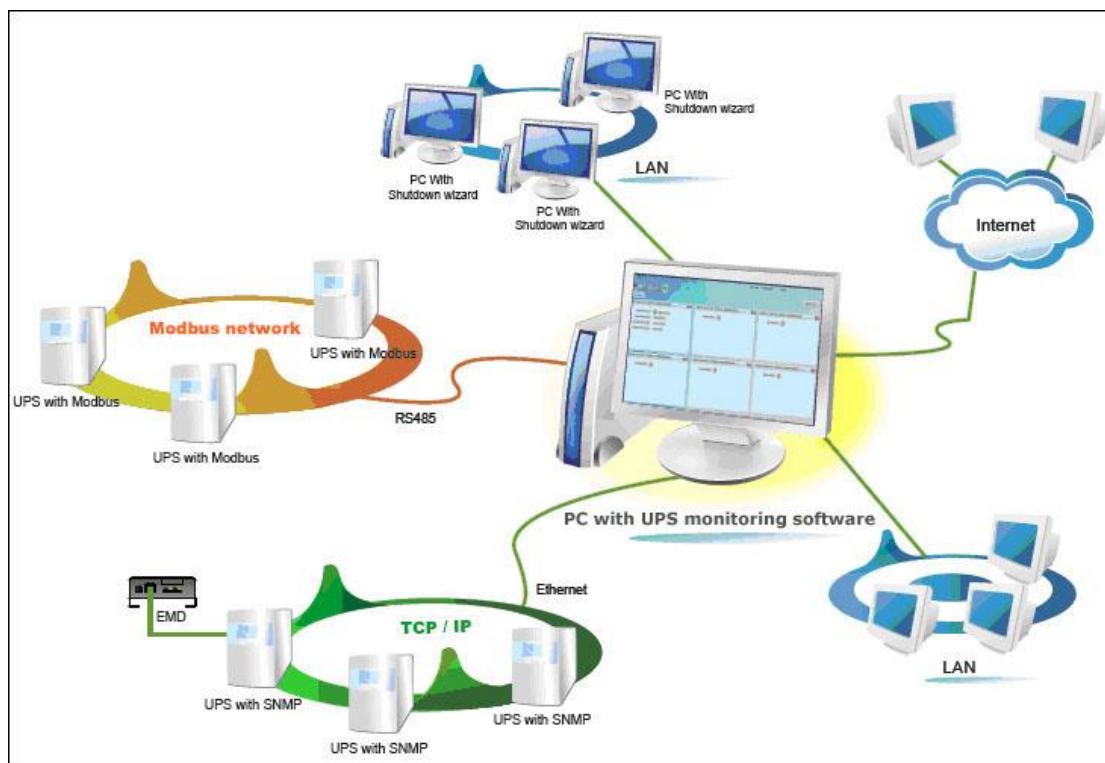 PC With
Shutdown wizard
PC With
Shutdown wizard
PC With
Shutdown wizard
LAN
Internet
Modbus network
UPS with Modbus
UPS with Modbus
UPS with Modbus
RS485
PC with UPS monitoring software
Ethernet
EMD
TCP / IP
UPS with SNMP
UPS with SNMP
UPS with SNMP
LAN